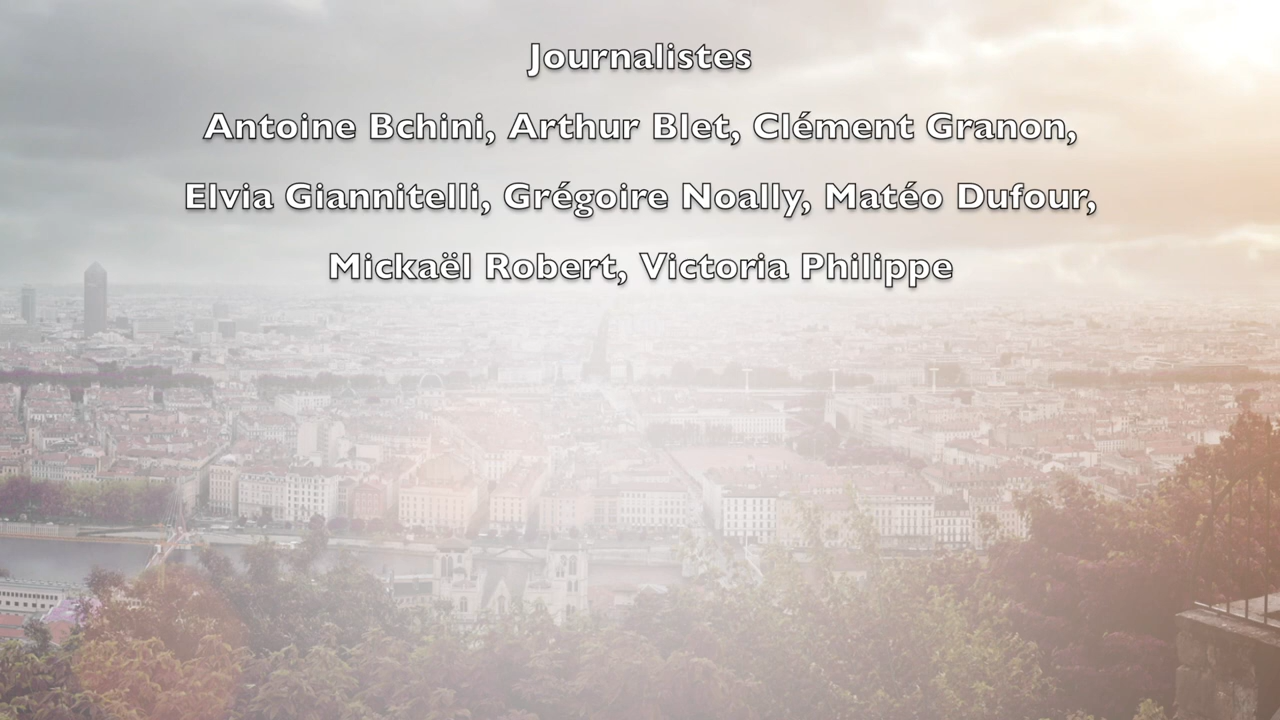 Journalistes
Antoine Bchini, Arthur Blet, Clément Granon,
Elvia Giannitelli, Grégoire Noally, Matéo Dufour,
Mickaël Robert, Victoria Philippe